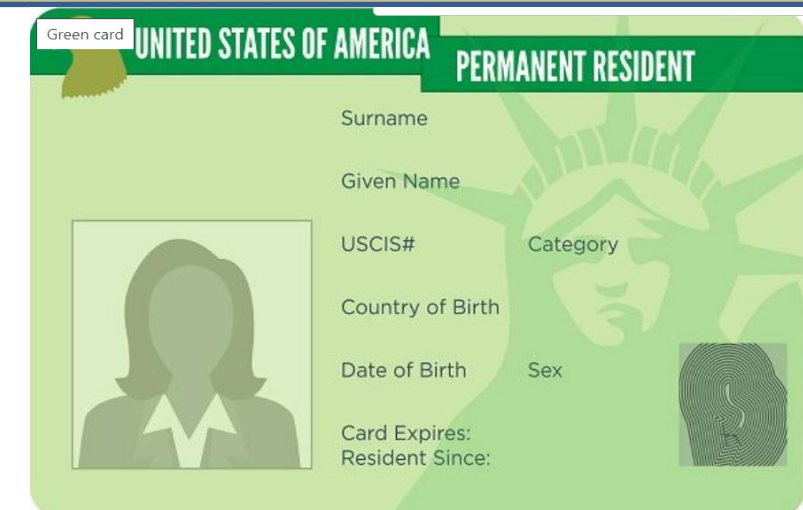 Green card
UNITED STATES OF AMERICA
PERMANENT RESIDENT
Surname
Given Name
USCIS# Category
Country of Birth
Date of Birth Sex
Card Expires:
Resident Since: